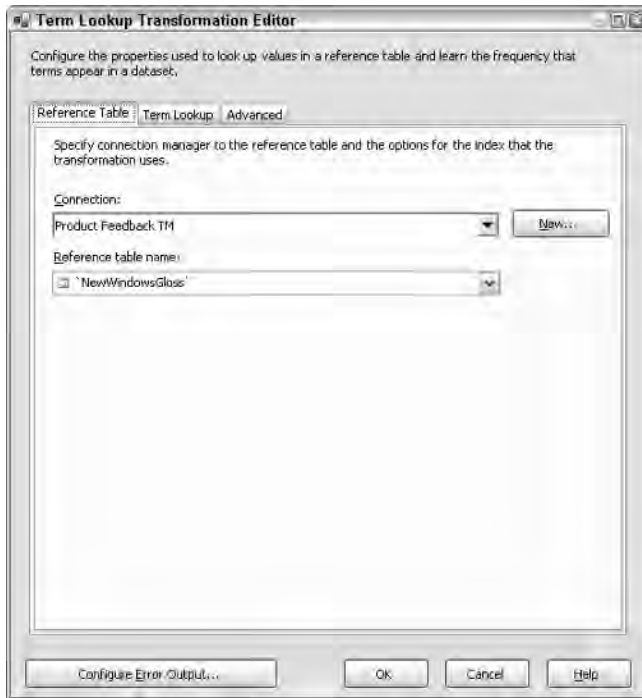 Term Lookup Transformation Editor
Configure the properties used to look up values in a reference table and learn the frequency that
terms appear in a dataset.
Reference Table Term Lookup Advanced
Specify connection manager to the reference table and the options for the index that the
transformation uses.
Connection:
Product Feedback TM New...
Reference table name:
`NewWindowsGloss`
Configure Error Output... OK Cancel Help